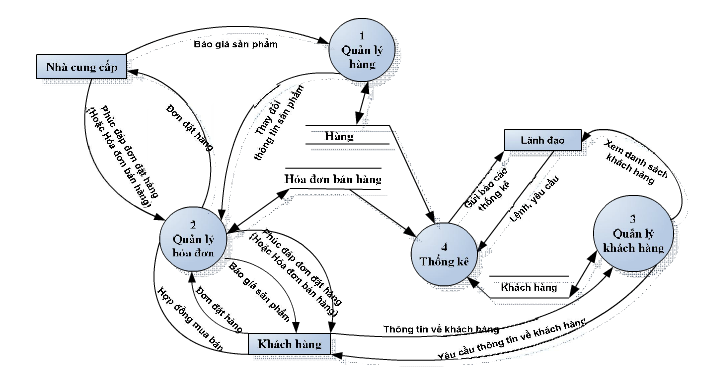 Báo giá sản phẩm
1
Quản lý
hàng
Nhà cung cấp
Thay đổi
thông tin sản phẩm
Đơn đặt hàng
Phúc đáp đơn đặt hàng
(Hoặc Hóa đơn bán hàng)
Hàng
Lãnh đạo
Xem danh sách
khách hàng
Hóa đơn bán hàng
Gửi báo cáo
thống kê
Lệnh, yêu cầu
2
Quản lý
hóa đơn
3
Quản lý
khách hàng
4
Thống kê
Phúc đáp đơn đặt hàng
(Hoặc Hóa đơn bán hàng)
Báo giá sản phẩm
Đơn đặt hàng
Hợp đồng mua bán
Khách hàng
Khách hàng
Thông tin về khách hàng
Yêu cầu thông tin về khách hàng